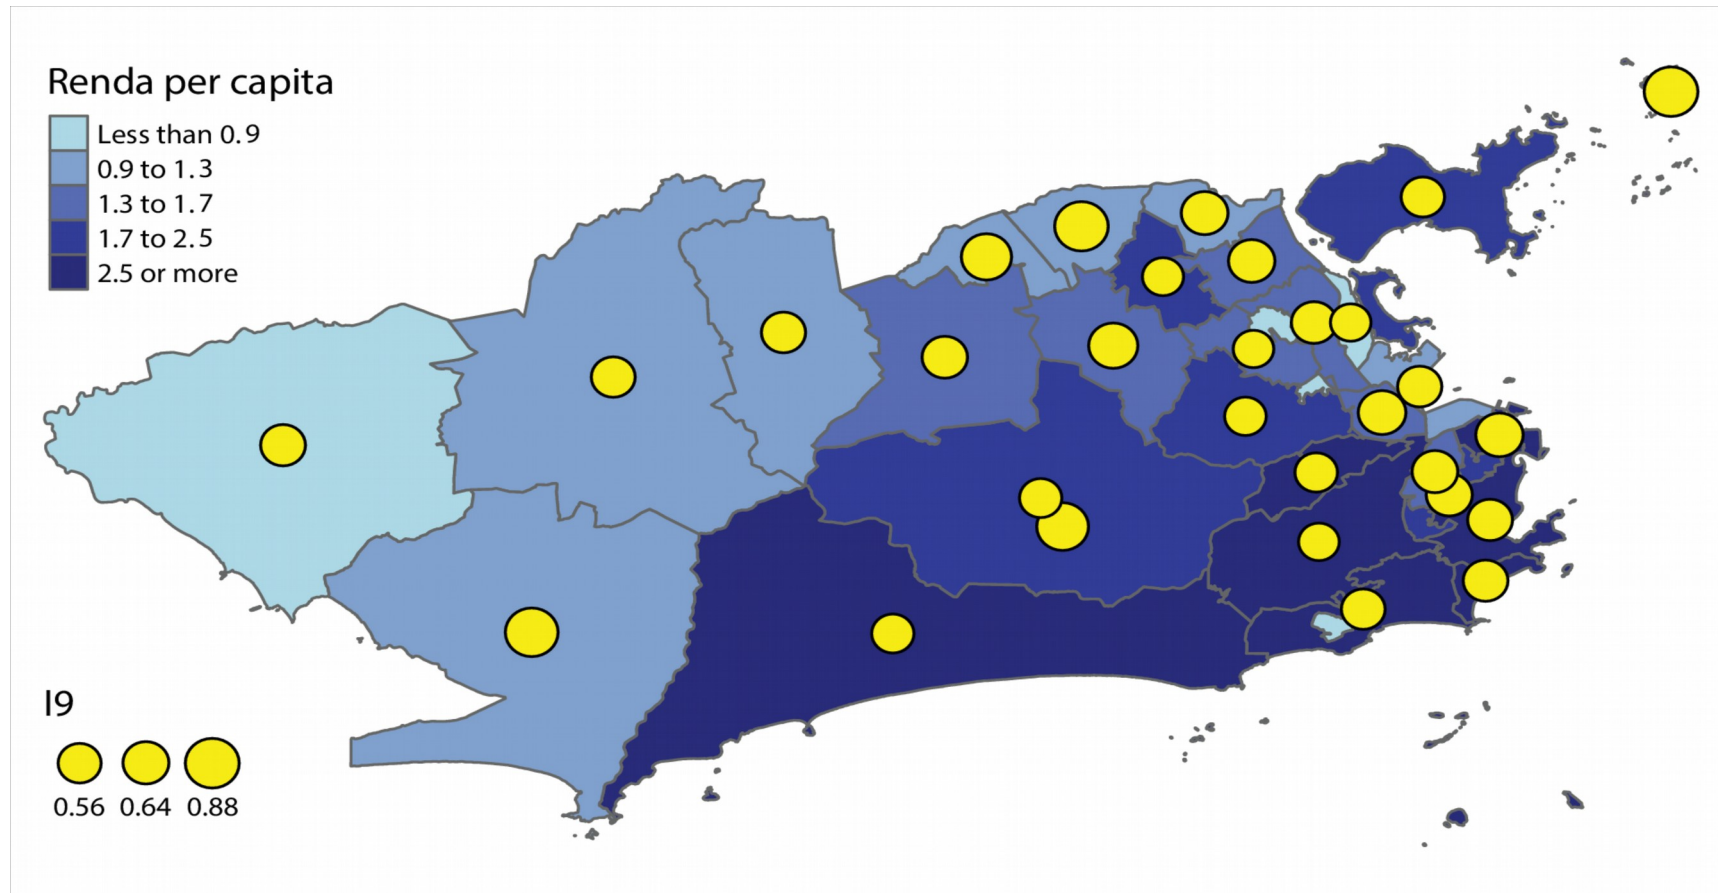 Renda per capita
Less than 0.9
0.9 to 1.3
1.3 to 1.7
1.7 to 2.5
2.5 or more
I9
0.56 0.64 0.88